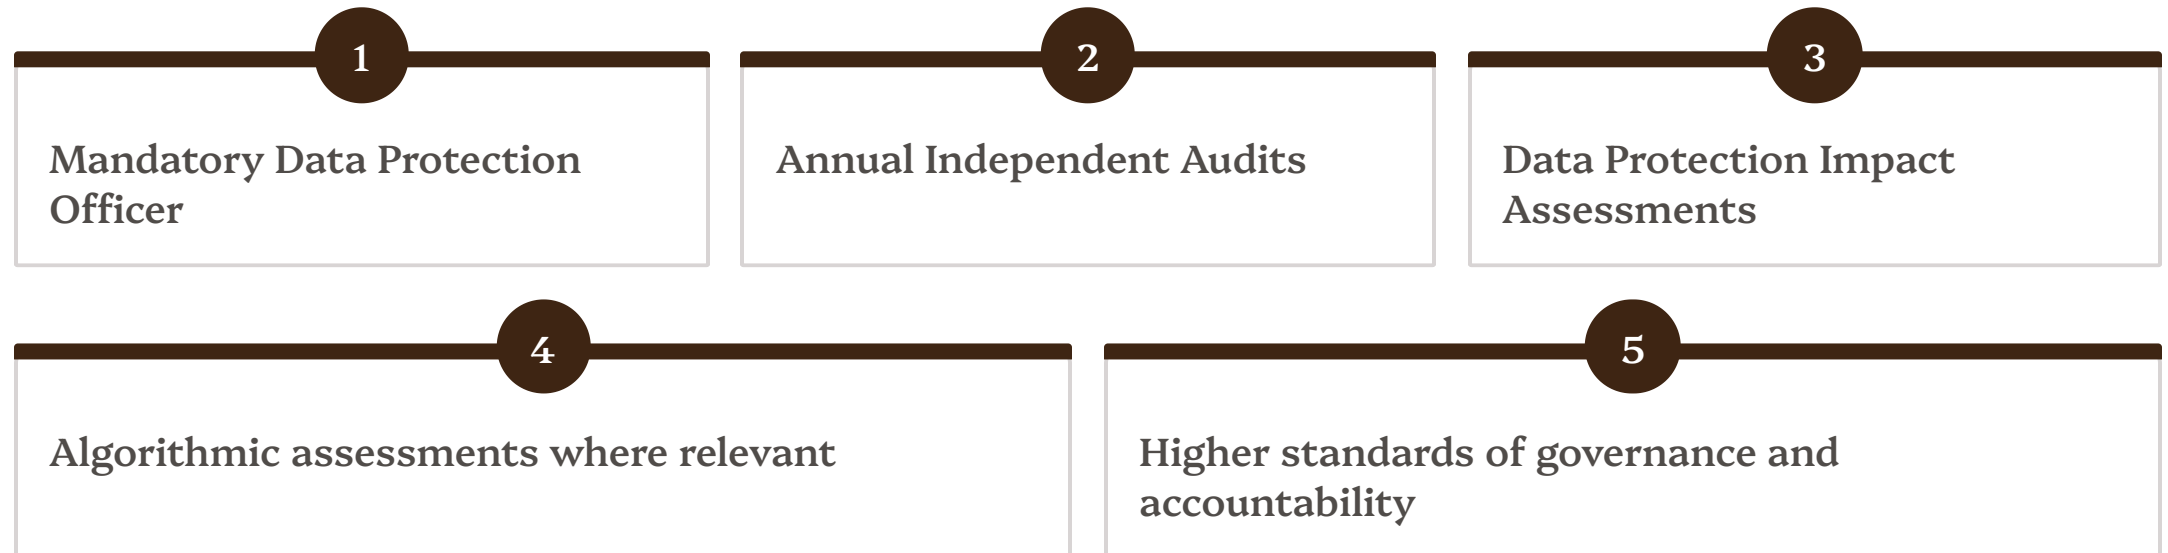 1
Mandatory Data Protection
Officer
2
Annual Independent Audits
3
Data Protection Impact
Assessments
4
Algorithmic assessments where relevant
5
Higher standards of governance and
accountability